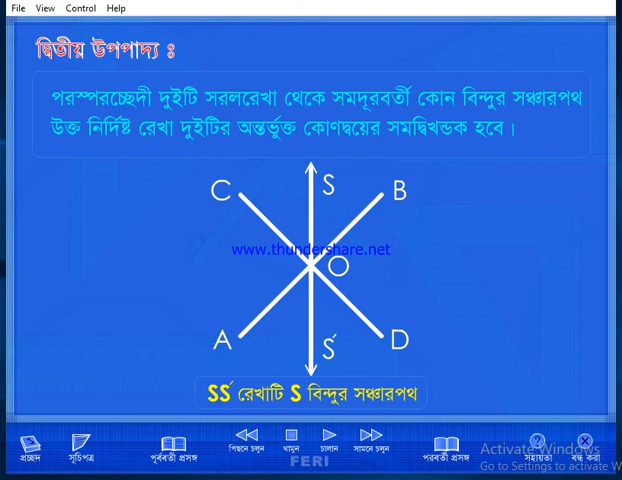 File View Control Help
দ্বিতীয় উপপাদ্য ঃ
পরস্পরচ্ছেদী দুইটি সরলরেখা থেকে সমদূরবর্তী কোন বিন্দুর সঞ্চারপথ
উক্ত নির্দিষ্ট রেখা দুইটির অন্তর্ভুক্ত কোণদ্বয়ের সমদ্বিখন্ডক হবে।
C S B
www.thundershare.net
O
A S´ D
SS´ রেখাটি S বিন্দুর সঞ্চারপথ
প্রচ্ছদ সূচিপত্র পূর্ববর্তী প্রসঙ্গ পিছনে চলুন থামুন চালান সামনে চলুন পরবর্তী প্রসঙ্গ সহায়তা বন্ধ করা
FERI
Activate Windows
Go to Settings to activate W